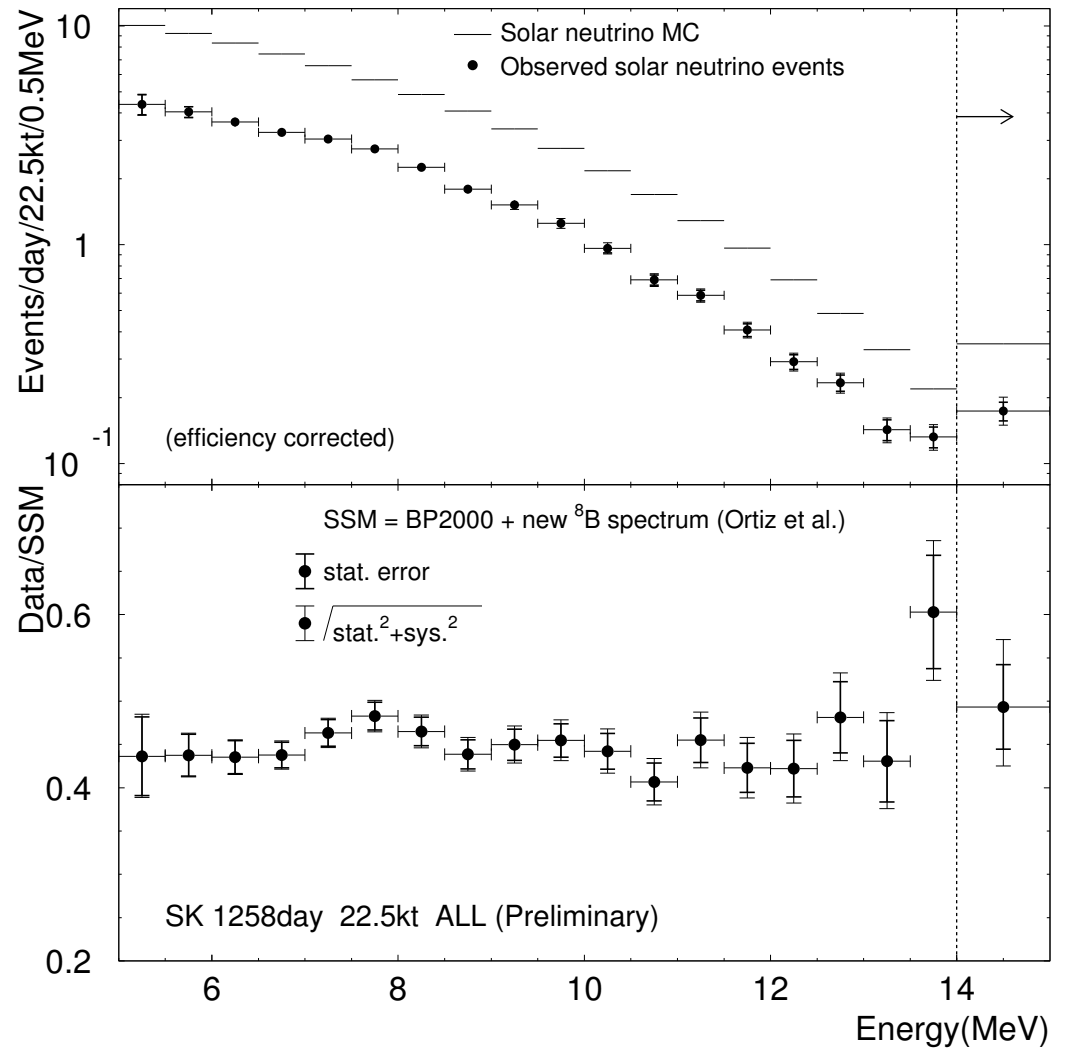 Events/day/22.5kt/0.5MeV
10
1
10
-1
Solar neutrino MC
Observed solar neutrino events
(efficiency corrected)
Data/SSM
0.6
0.4
0.2
SSM = BP2000 + new 8B spectrum (Ortiz et al.)
stat. error
√stat.2+sys.2
SK 1258day 22.5kt ALL (Preliminary)
6 8 10 12 14
Energy(MeV)